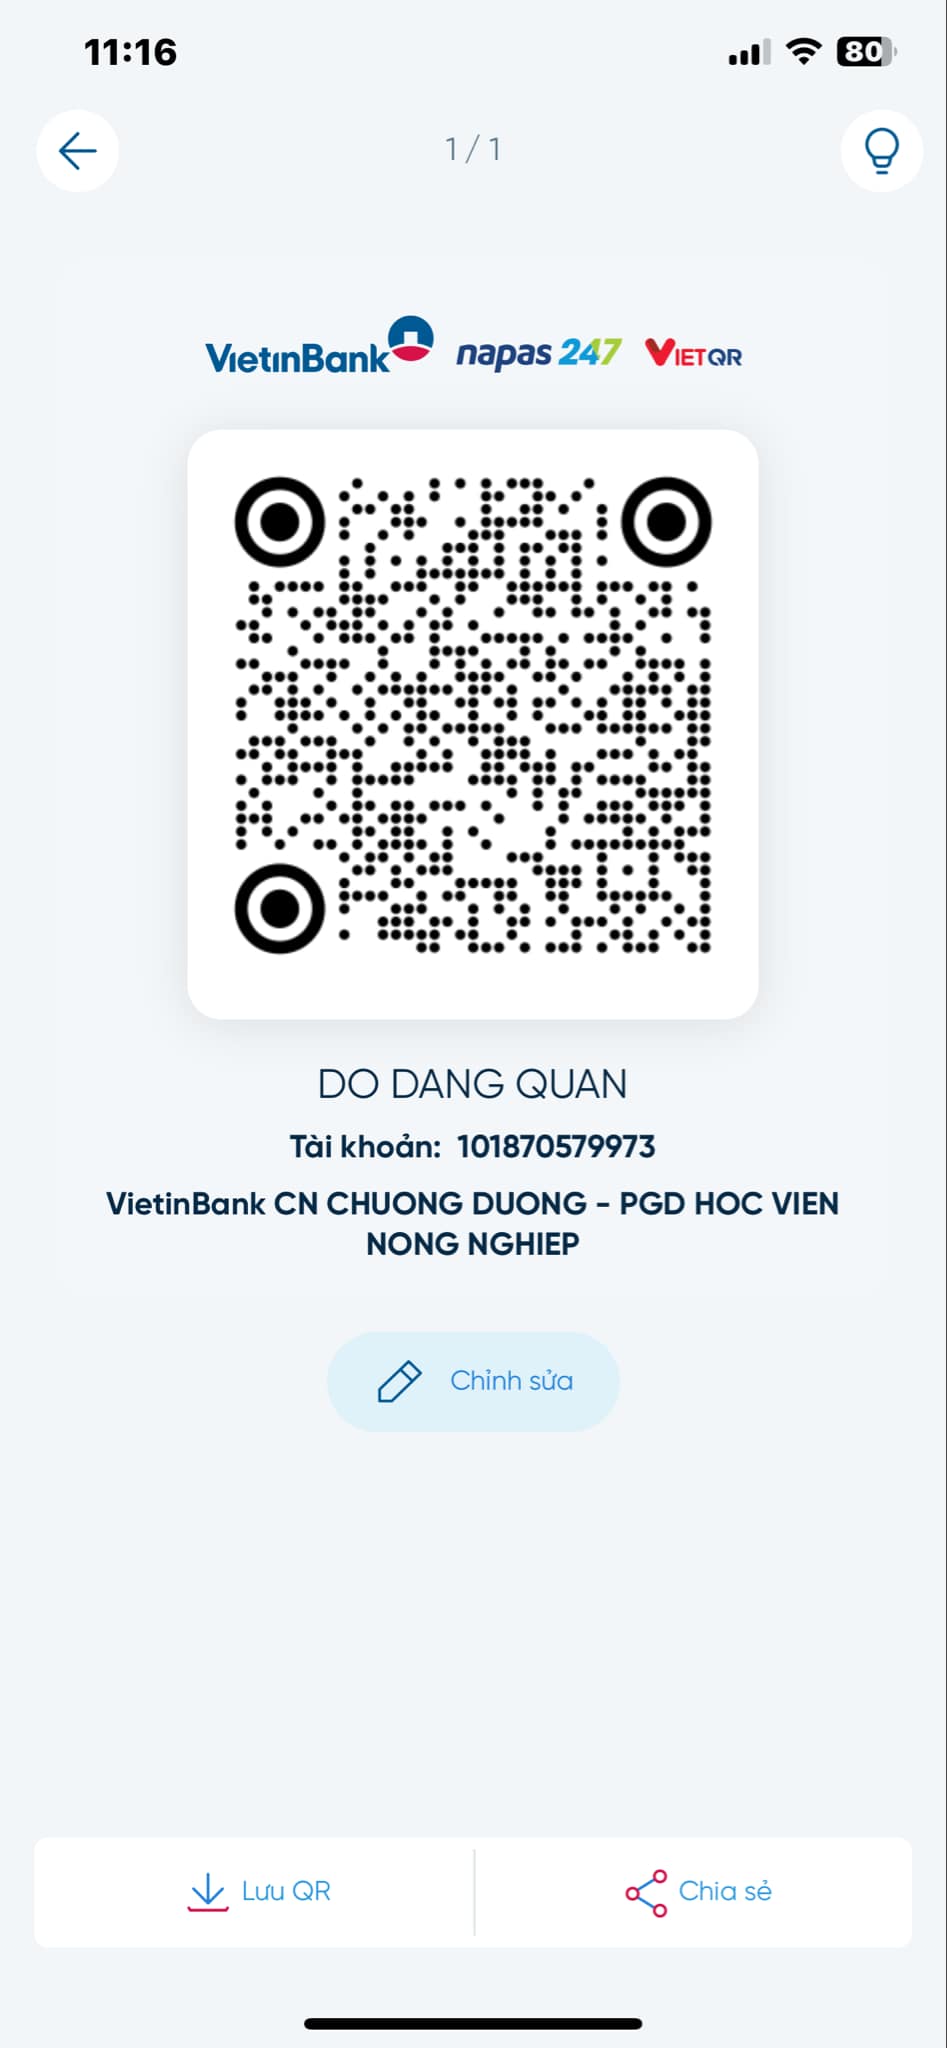 11:16
80
1 / 1
VietinBank napas 247 VIETQR
DO DANG QUAN
Tài khoản: 101870579973
VietinBank CN CHUONG DUONG - PGD HOC VIEN
NONG NGHIEP
Chỉnh sửa
Lưu QR
Chia sẻ